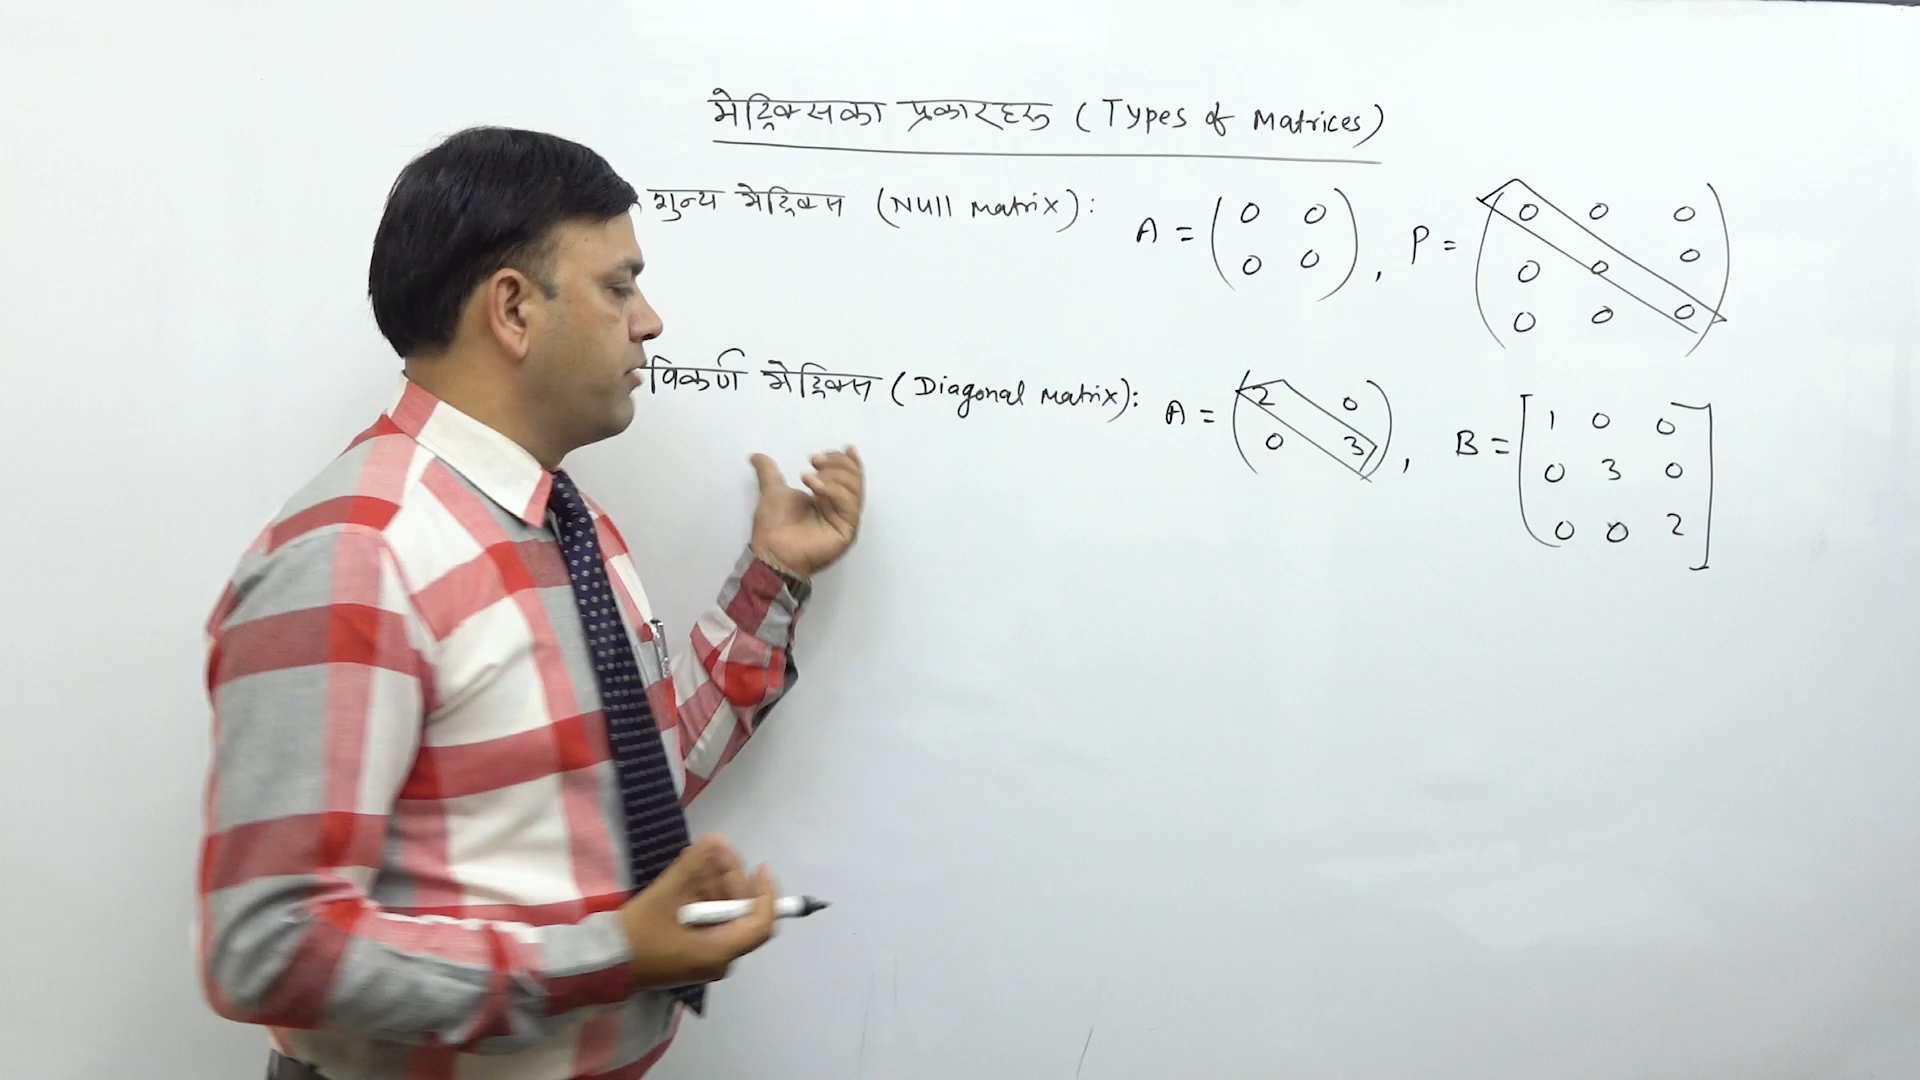 मेट्रिक्सका प्रकारहरू (Types of Matrices)
शुन्य मेट्रिक्स (Null Matrix): A = (0 0 0 0), P = (0 0 0 0 0 0 0 0 0)
विकर्ण मेट्रिक्स (Diagonal Matrix): A = (2 0 0 3), B = [1 0 0 0 3 0 0 0 2]